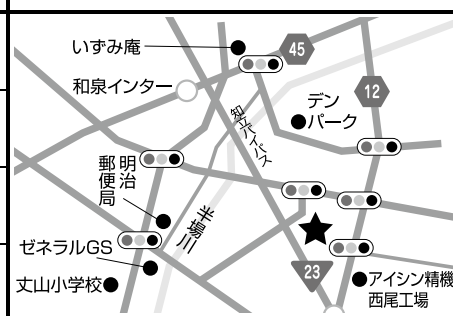 いずみ庵
45
和泉インター
12
知立バイパス
デン
パーク
明治
郵便局
半場川
ゼネラルGS
丈山小学校
23
アイシン精機
西尾工場